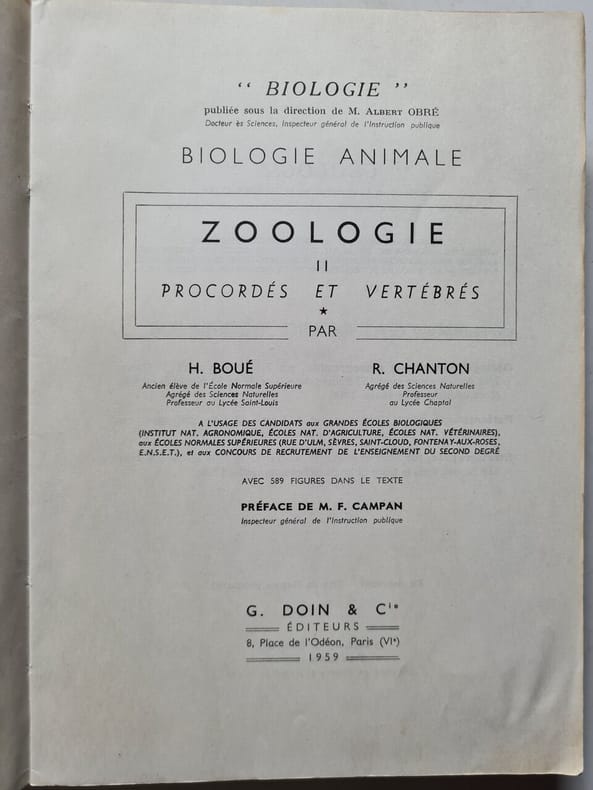 “ BIOLOGIE ”
publiée sous la direction de M. ALBERT OBRÉ
Docteur ès Sciences, Inspecteur général de l'Instruction publique
BIOLOGIE ANIMALE
ZOOLOGIE
II
PROCORDÉS ET VERTÉBRÉS
★
PAR
H. BOUÉ
Ancien élève de l'École Normale Supérieure
Agrégé des Sciences Naturelles
Professeur au Lycée Saint-Louis
R. CHANTON
Agrégé des Sciences Naturelles
Professeur
au Lycée Chaptal
A L'USAGE DES CANDIDATS aux GRANDES ÉCOLES BIOLOGIQUES
(INSTITUT NAT. AGRONOMIQUE, ÉCOLES NAT. D'AGRICULTURE, ÉCOLES NAT. VÉTÉRINAIRES),
aux ÉCOLES NORMALES SUPÉRIEURES (RUE D'ULM, SÈVRES, SAINT-CLOUD, FONTENAY-AUX-ROSES,
E.N.S.E.T.), et aux CONCOURS DE RECRUTEMENT DE L'ENSEIGNEMENT DU SECOND DEGRÉ
AVEC 589 FIGURES DANS LE TEXTE
PRÉFACE DE M. F. CAMPAN
Inspecteur général de l'Instruction publique
G. DOIN & Cie
ÉDITEURS
8, Place de l'Odéon, Paris (VIe)
1959